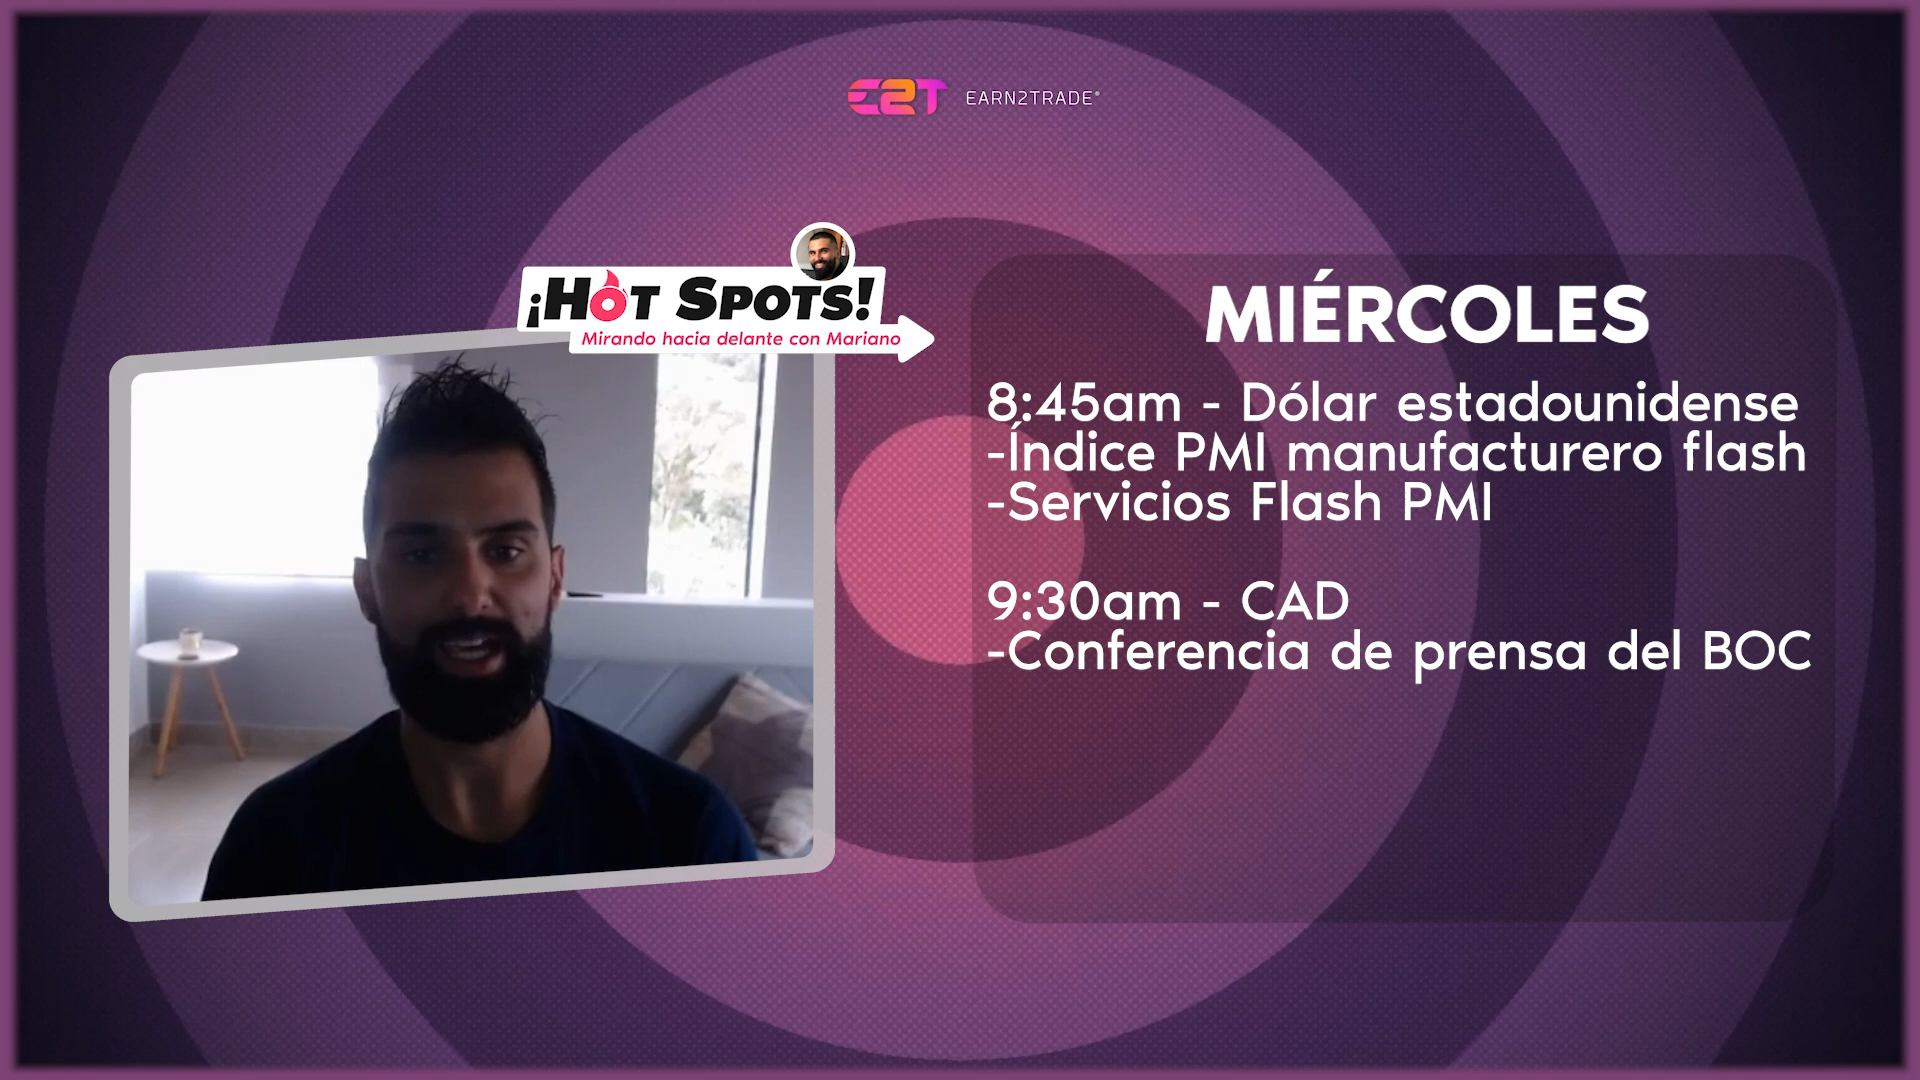 E2T EARN2TRADE®
¡HOT SPOTS!
Mirando hacia delante con Mariano
MIÉRCOLES
8:45am - Dólar estadounidense
-Índice PMI manufacturero flash
-Servicios Flash PMI
9:30am - CAD
-Conferencia de prensa del BOC